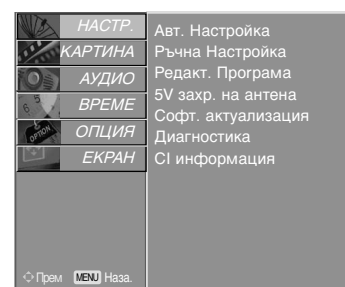 НАСТР.
КАРТИНА
АУДИО
ВРЕМЕ
ОПЦИЯ
ЕКРАН
Авт. Настройка
Ръчна Настройка
Редакт. Програма
5V захр. на антена
Софт. актуализация
Диагностика
CI информация
Прем MENU Наза.